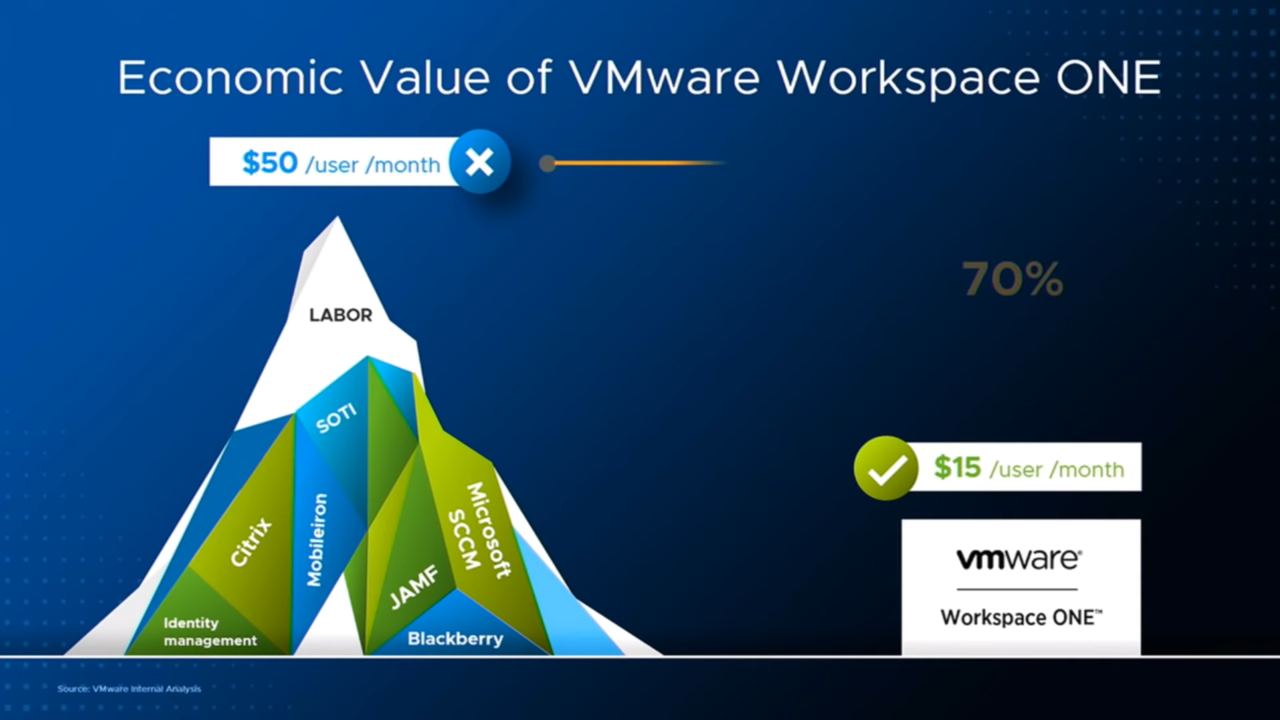 Economic Value of VMware Workspace ONE
$50 /user /month
LABOR
70%
SOTI
$15 /user /month
Citrix
Mobileiron
JAMF
Microsoft
SCCM
vmware®
Workspace ONE™
Identity
management
Blackberry
Source: VMware Internal Analysis